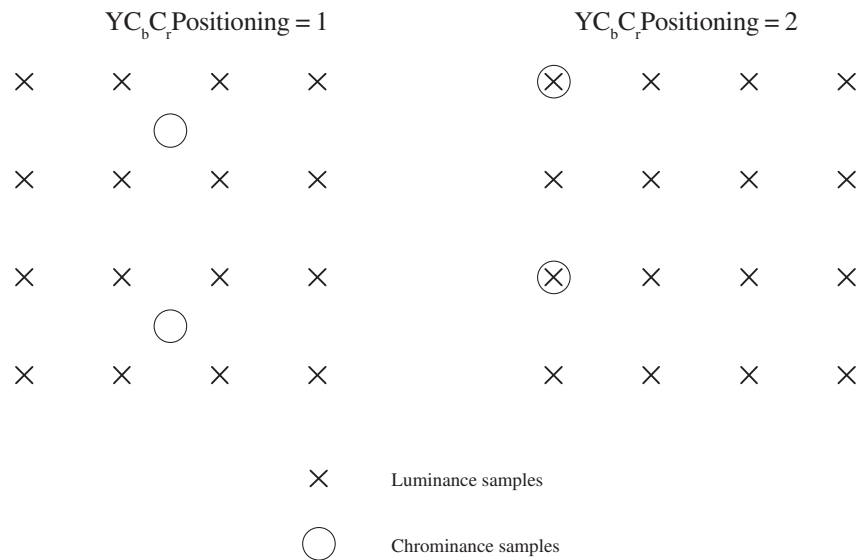 YCbCrPositioning = 1
YCbCrPositioning = 2
Luminance samples
Chrominance samples